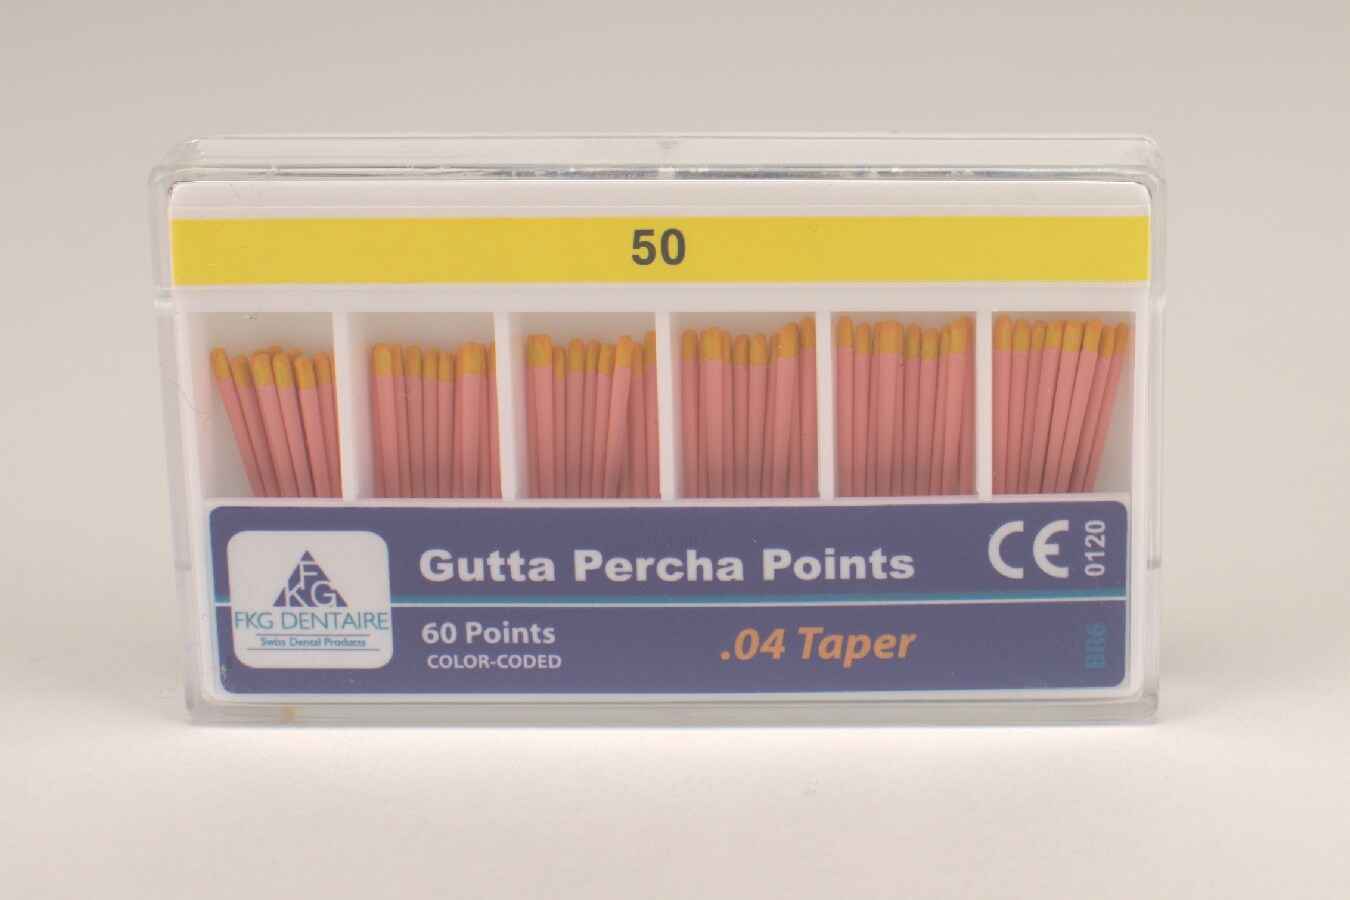 50
FKG
FKG DENTAIRE
Swiss Dental Products
Gutta Percha Points
60 Points
COLOR-CODED
.04 Taper
CE 0120
BR6